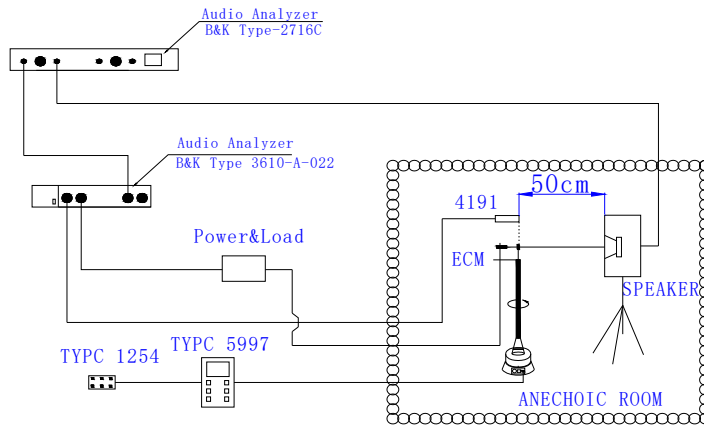 Audio Analyzer
B&K Type-2716C
Audio Analyzer
B&K Type 3610-A-022
50cm
4191
Power&Load
ECM
SPEAKER
TYPC 1254
TYPC 5997
ANECHOIC ROOM